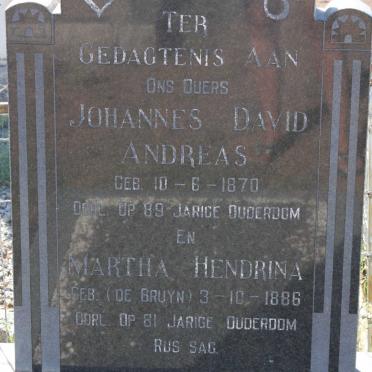 TER
GEDAGTENIS AAN
ONS OUERS
JOHANNES DAVID
ANDREAS
GEB. 10-6-1870
OORL. OP 89 JARIGE OUDERDOM
EN
MARTHA HENDRINA
GEB. (DE BRUYN) 3-10-1886
OORL. OP 81 JARIGE OUDERDOM
RUS SAG.